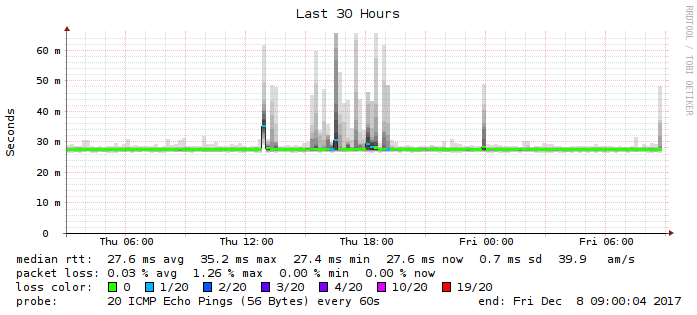 Last 30 Hours
RRDTOOL / TOBI OETIKER
Seconds
60 m
50 m
40 m
30 m
20 m
10 m
0
Thu 06:00 Thu 12:00 Thu 18:00 Fri 00:00 Fri 06:00
median rtt: 27.6 ms avg 35.2 ms max 27.4 ms min 27.6 ms now 0.7 ms sd 39.9 am/s
packet loss: 0.03 % avg 1.26 % max 0.00 % min 0.00 % now
loss color: 0 1/20 2/20 3/20 4/20 10/20 19/20
probe: 20 ICMP Echo Pings (56 Bytes) every 60s end: Fri Dec 8 09:00:04 2017